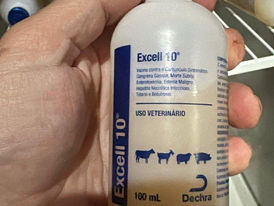 Excell 10®
Vacina contra o Carbúnculo Sintomático,
Gangrena Gasosa, Morte Súbita,
Enterotoxemia, Edema Maligno,
Hepatite Necrótica Infecciosa,
Tétano e Botulismo.
USO VETERINÁRIO
Excell 10®
100 mL
Dechra